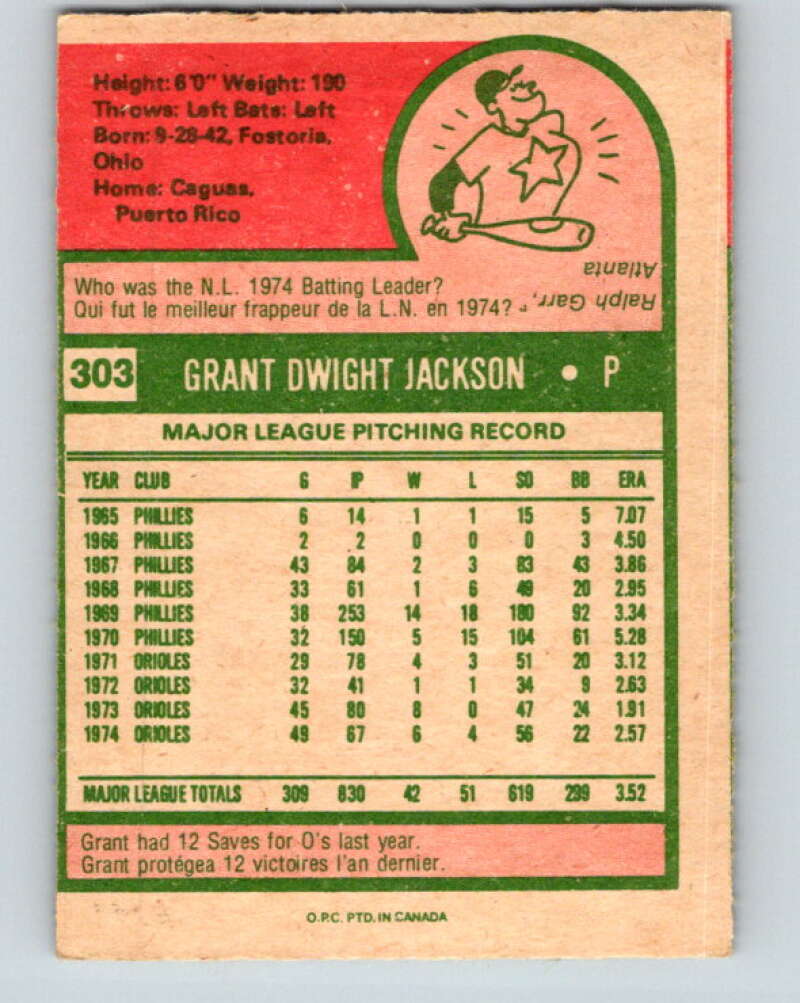 Height: 6'0" Weight: 190
Throws: Left Bats: Left
Born: 9-28-42, Fostoria,
Ohio
Home: Caguas,
Puerto Rico
Who was the N.L. 1974 Batting Leader?
Qui fut le meilleur frappeur de la L.N. en 1974?
Ralph Garr,
Atlanta
303 GRANT DWIGHT JACKSON • P
MAJOR LEAGUE PITCHING RECORD
YEAR CLUB G IP W L SO BB ERA
1965 PHILLIES 6 14 1 1 15 5 7.07
1966 PHILLIES 2 2 0 0 0 3 4.50
1967 PHILLIES 43 84 2 3 83 43 3.86
1968 PHILLIES 33 61 1 6 49 20 2.95
1969 PHILLIES 38 253 14 18 180 92 3.34
1970 PHILLIES 32 150 5 15 104 61 5.28
1971 ORIOLES 29 78 4 3 51 20 3.12
1972 ORIOLES 32 41 1 1 34 9 2.63
1973 ORIOLES 45 80 8 0 47 24 1.91
1974 ORIOLES 49 67 6 4 56 22 2.57
MAJOR LEAGUE TOTALS 309 830 42 51 619 299 3.52
Grant had 12 Saves for O's last year.
Grant protégea 12 victoires l'an dernier.
O.P.C. PTD. IN CANADA